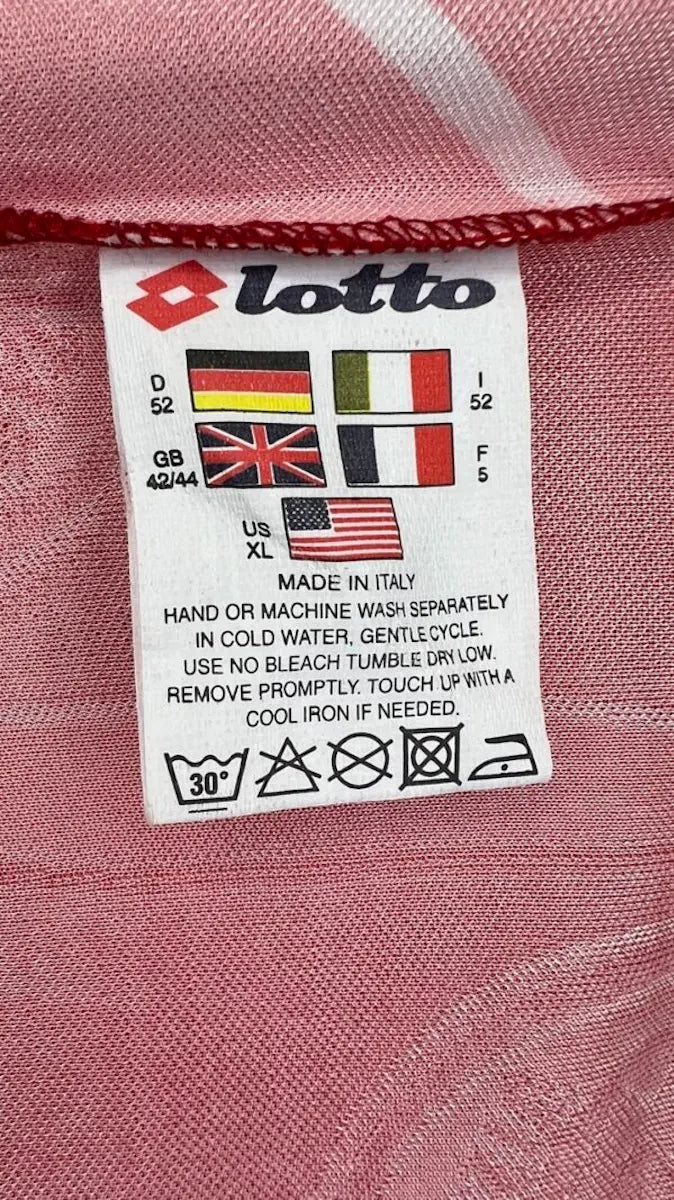 lotto
D I
52 52
GB F
42/44 5
US
XL
MADE IN ITALY
HAND OR MACHINE WASH SEPARATELY
IN COLD WATER, GENTLE CYCLE.
USE NO BLEACH TUMBLE DRY LOW.
REMOVE PROMPTLY. TOUCH UP WITH A
COOL IRON IF NEEDED.
30°